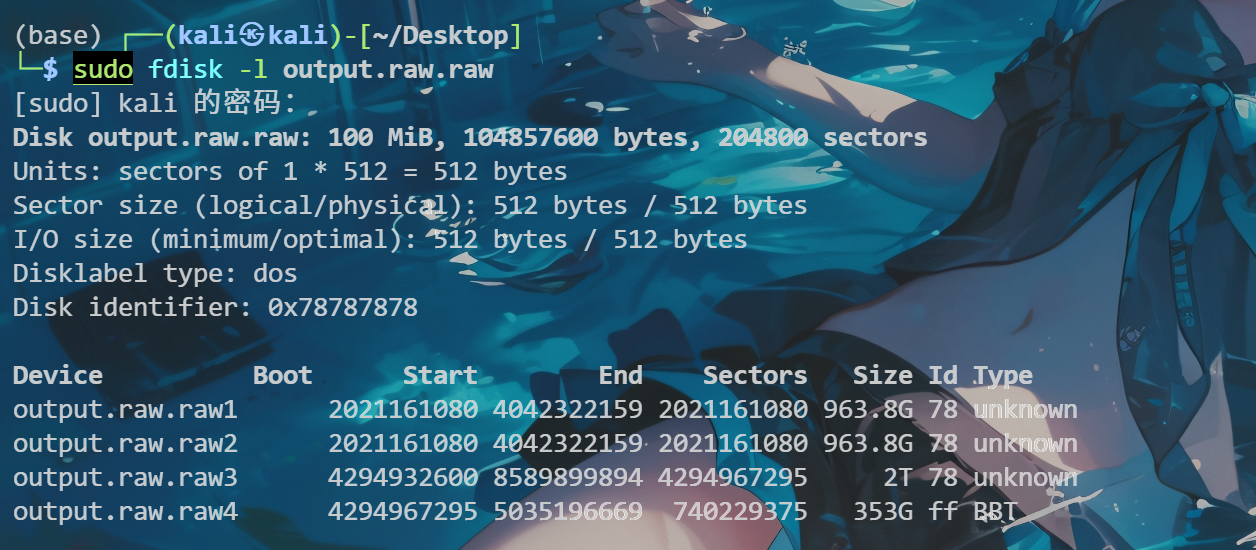 (base) ┌──(kali㉿kali)-[~/Desktop]
└─$ sudo fdisk -l output.raw.raw
[sudo] kali 的密码：
Disk output.raw.raw: 100 MiB, 104857600 bytes, 204800 sectors
Units: sectors of 1 * 512 = 512 bytes
Sector size (logical/physical): 512 bytes / 512 bytes
I/O size (minimum/optimal): 512 bytes / 512 bytes
Disklabel type: dos
Disk identifier: 0x78787878
Device          Boot      Start        End    Sectors   Size Id Type
output.raw.raw1      2021161080 4042322159 2021161080 963.8G 78 unknown
output.raw.raw2      2021161080 4042322159 2021161080 963.8G 78 unknown
output.raw.raw3      4294932600 8589899894 4294967295     2T 78 unknown
output.raw.raw4      4294967295 5035196669  740229375   353G ff BBT